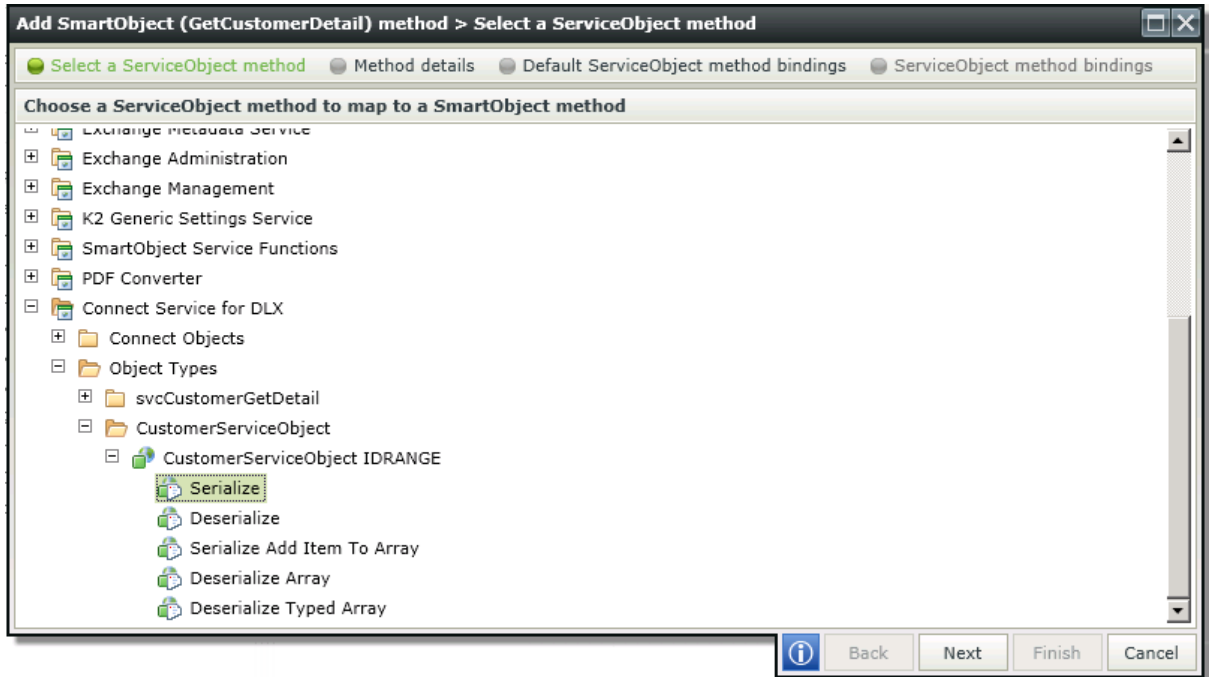 Add SmartObject (GetCustomerDetail) method > Select a ServiceObject method
Select a ServiceObject method Method details Default ServiceObject method bindings ServiceObject method bindings
Choose a ServiceObject method to map to a SmartObject method
Exchange Metadata Service
Exchange Administration
Exchange Management
K2 Generic Settings Service
SmartObject Service Functions
PDF Converter
Connect Service for DLX
Connect Objects
Object Types
svcCustomerGetDetail
CustomerServiceObject
CustomerServiceObject IDRANGE
Serialize
Deserialize
Serialize Add Item To Array
Deserialize Array
Deserialize Typed Array
Back Next Finish Cancel